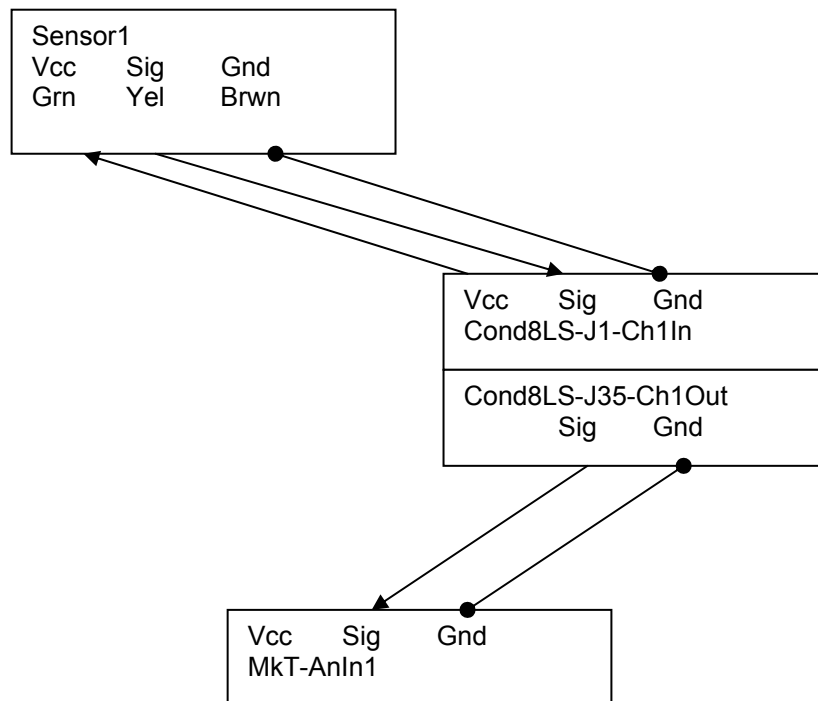 Sensor1
Vcc Sig Gnd
Grn Yel Brwn
Vcc Sig Gnd
Cond8LS-J1-Ch1In
Cond8LS-J35-Ch1Out
Sig Gnd
Vcc Sig Gnd
MkT-AnIn1